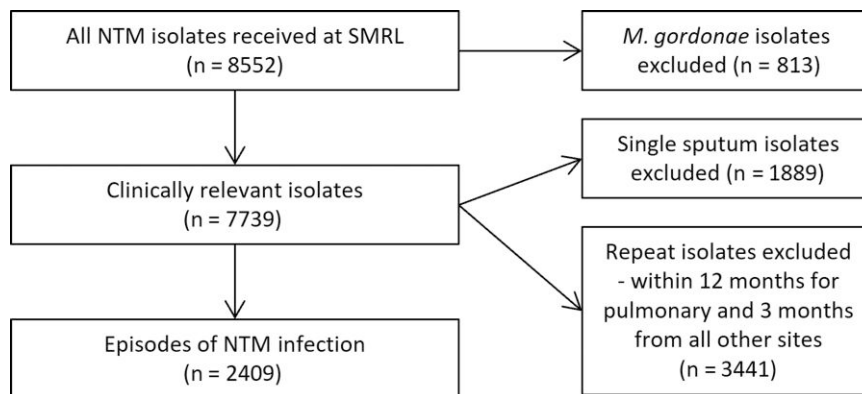 All NTM isolates received at SMRL
(n = 8552)
M. gordonae isolates
excluded (n = 813)
Clinically relevant isolates
(n = 7739)
Single sputum isolates
excluded (n = 1889)
Repeat isolates excluded
- within 12 months for
pulmonary and 3 months
from all other sites
(n = 3441)
Episodes of NTM infection
(n = 2409)